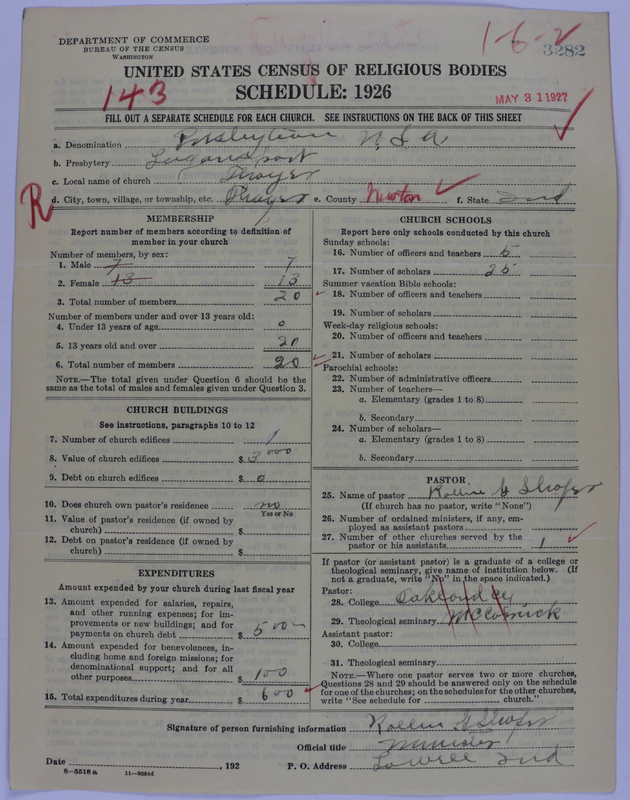 DEPARTMENT OF COMMERCE
BUREAU OF THE CENSUS
WASHINGTON
1-6-2
3282
UNITED STATES CENSUS OF RELIGIOUS BODIES
SCHEDULE: 1926
143
MAY 31 1927
FILL OUT A SEPARATE SCHEDULE FOR EACH CHURCH. SEE INSTRUCTIONS ON THE BACK OF THIS SHEET
a. Denomination Presbyterian U.S.A
b. Presbytery Logansport
c. Local name of church Thayer
d. City, town, village, or township, etc. Thayer e. County Newton f. State Ind
R
MEMBERSHIP
Report number of members according to definition of
member in your church
Number of members, by sex:
1. Male 7 7
2. Female 13 13
3. Total number of members 20
Number of members under and over 13 years old:
4. Under 13 years of age 0
5. 13 years old and over 20
6. Total number of members 20
NOTE.—The total given under Question 6 should be
the same as the total of males and females given under Question 3.
CHURCH BUILDINGS
See instructions, paragraphs 10 to 12
7. Number of church edifices 1
8. Value of church edifices $ 3000
9. Debt on church edifices $ 0
10. Does church own pastor's residence no
Yes or No
11. Value of pastor's residence (if owned by
church) $
12. Debt on pastor's residence (if owned by
church) $
EXPENDITURES
Amount expended by your church during last fiscal year
13. Amount expended for salaries, repairs,
and other running expenses; for im-
provements or new buildings; and for
payments on church debt $ 500
14. Amount expended for benevolences, in-
cluding home and foreign missions; for
denominational support; and for all
other purposes $ 100
15. Total expenditures during year $ 600
CHURCH SCHOOLS
Report here only schools conducted by this church
Sunday schools:
16. Number of officers and teachers 5
17. Number of scholars 25
Summer vacation Bible schools:
18. Number of officers and teachers
19. Number of scholars
Week-day religious schools:
20. Number of officers and teachers
21. Number of scholars
Parochial schools:
22. Number of administrative officers
23. Number of teachers—
a. Elementary (grades 1 to 8)
b. Secondary
24. Number of scholars—
a. Elementary (grades 1 to 8)
b. Secondary
PASTOR
25. Name of pastor
(If church has no pastor, write "None")
26. Number of ordained ministers, if any, em-
ployed as assistant pastors
27. Number of other churches served by the
pastor or his assistants 1
If pastor (or assistant pastor) is a graduate of a college or
theological seminary, give name of institution below. (If
not a graduate, write "No" in the space indicated.)
Pastor:
28. College Oakland
29. Theological seminary McCormick
Assistant pastor:
30. College
31. Theological seminary
NOTE.—Where one pastor serves two or more churches,
Questions 28 and 29 should be answered only on the schedule
for one of the churches; on the schedules for the other churches,
write "See schedule for church."
Signature of person furnishing information
Official title Minister
Date , 192 P. O. Address Lowell Ind
8—5518 a 11—9054d